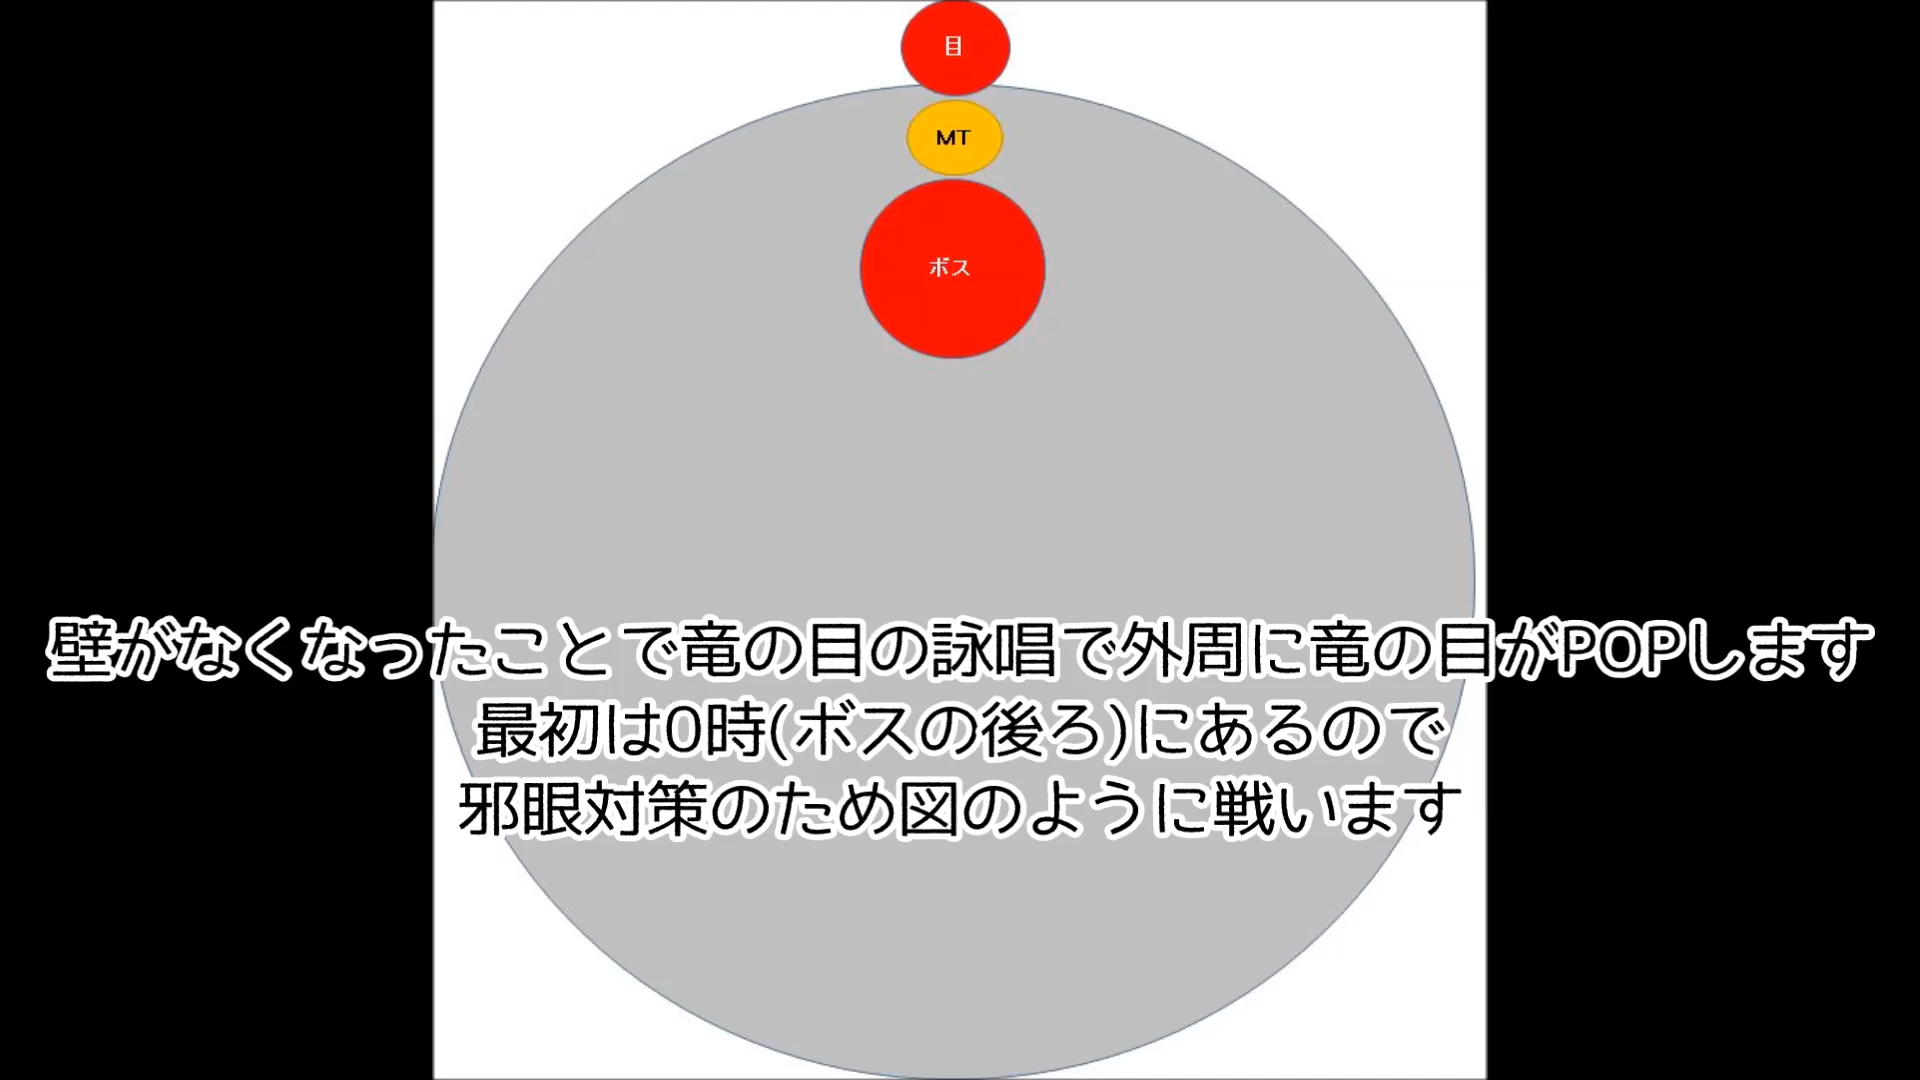 目
MT
ボス
壁がなくなったことで竜の目の詠唱で外周に竜の目がPOPします
最初は0時(ボスの後ろ)にあるので
邪眼対策のため図のように戦います